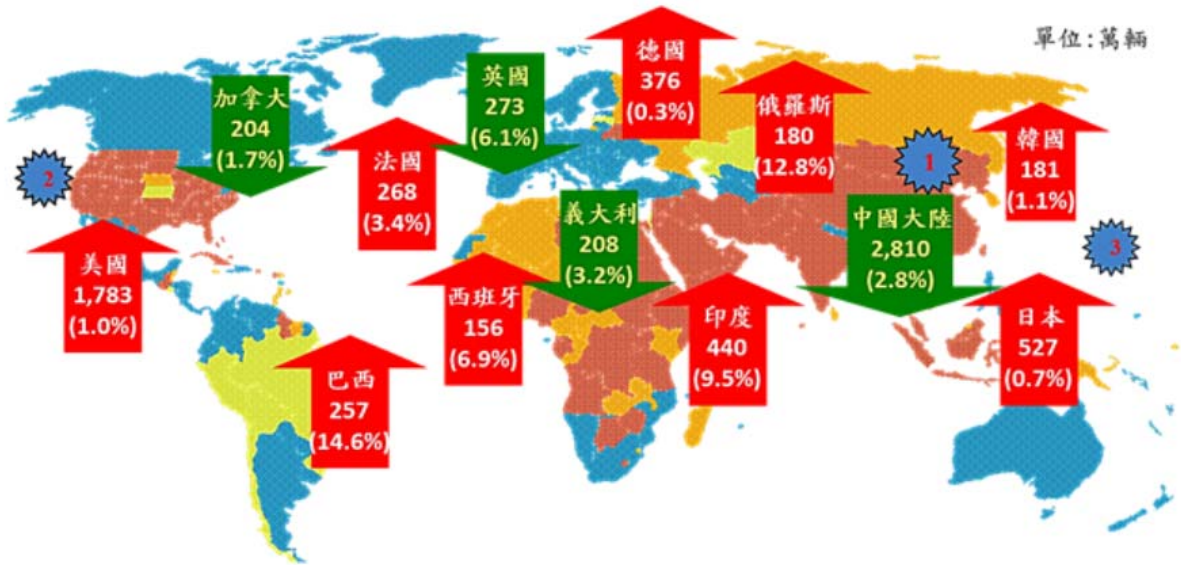 單位:萬輛
德國
376
(0.3%)
英國
273
(6.1%)
俄羅斯
180
(12.8%)
加拿大
204
(1.7%)
韓國
181
(1.1%)
法國
268
(3.4%)
1
2
義大利
208
(3.2%)
中國大陸
2,810
(2.8%)
3
美國
1,783
(1.0%)
西班牙
156
(6.9%)
印度
440
(9.5%)
日本
527
(0.7%)
巴西
257
(14.6%)